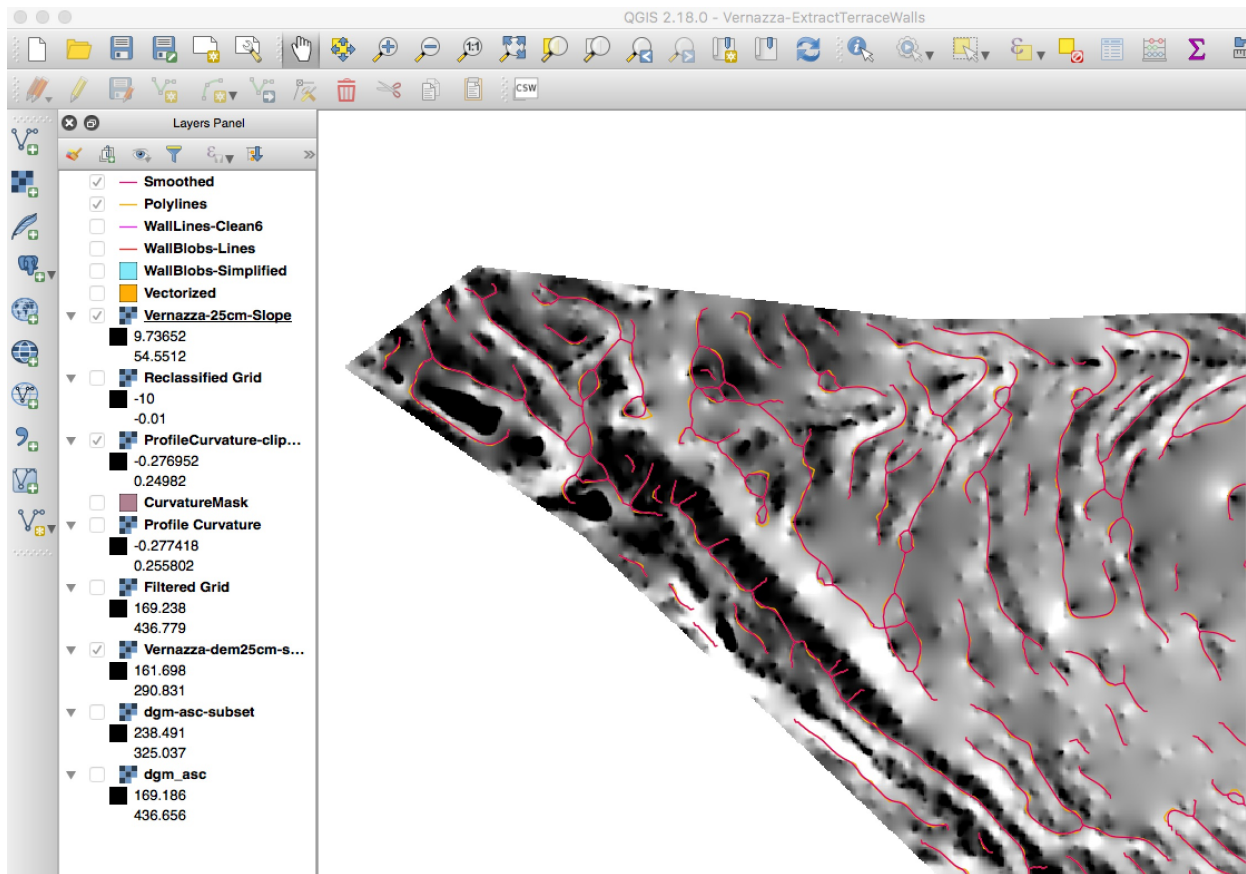 QGIS 2.18.0 - Vernazza-ExtractTerraceWalls
1:1
CSW
Layers Panel
Smoothed
Polylines
WallLines-Clean6
WallBlobs-Lines
WallBlobs-Simplified
Vectorized
Vernazza-25cm-Slope
9.73652
54.5512
Reclassified Grid
-10
-0.01
ProfileCurvature-clip...
-0.276952
0.24982
CurvatureMask
Profile Curvature
-0.277418
0.255802
Filtered Grid
169.238
436.779
Vernazza-dem25cm-s...
161.698
290.831
dgm-asc-subset
238.491
325.037
dgm_asc
169.186
436.656